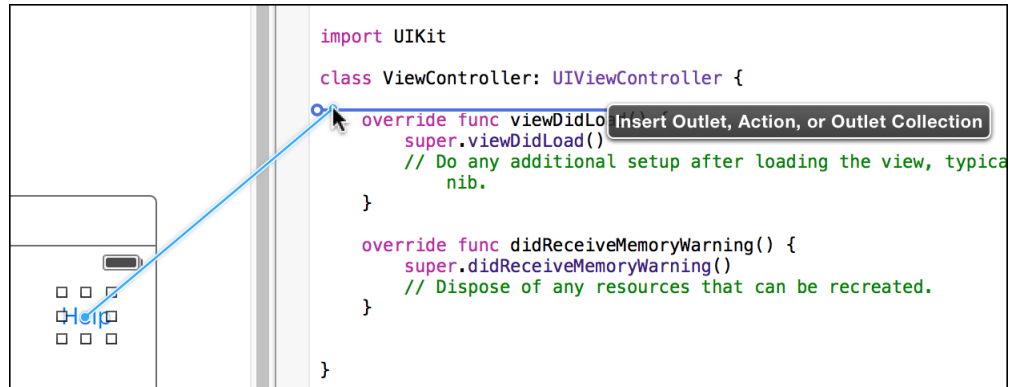 import UIKit
class ViewController: UIViewController {
override func viewDidLoad() {
Insert Outlet, Action, or Outlet Collection
super.viewDidLoad()
// Do any additional setup after loading the view, typica
nib.
}
override func didReceiveMemoryWarning() {
super.didReceiveMemoryWarning()
// Dispose of any resources that can be recreated.
}
Help
}